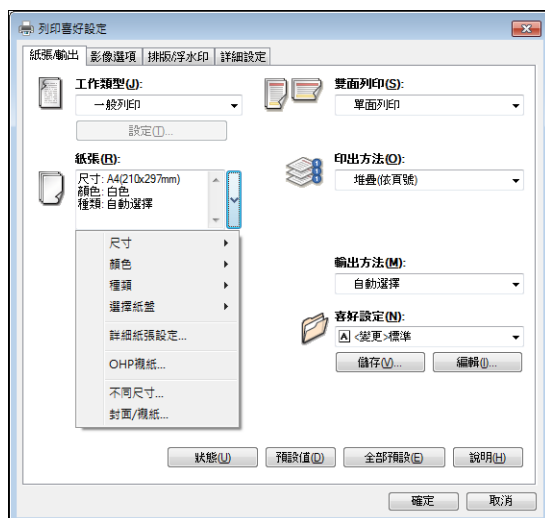 列印喜好設定
紙張/輸出 影像選項 排版/浮水印 詳細設定
工作類型(J):
一般列印
設定(T)...
紙張(R):
尺寸: A4(210x297mm)
顏色: 白色
種類: 自動選擇
尺寸
顏色
種類
選擇紙盤
詳細紙張設定...
OHP襯紙...
不同尺寸...
封面/襯紙...
雙面列印(S):
單面列印
印出方法(O):
堆疊(依頁號)
輸出方法(M):
自動選擇
喜好設定(N):
A <變更>標準
儲存(V)... 編輯(I)...
狀態(U) 預設值(D) 全部預設(E) 說明(H)
確定 取消